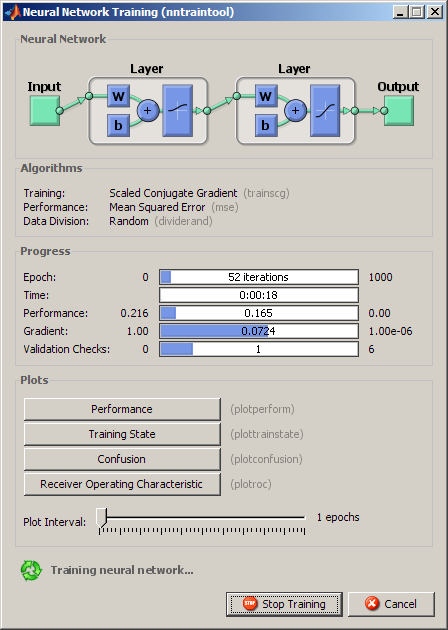 Neural Network Training (nntraintool)
Neural Network
Layer Layer
Input Output
W W
+ +
b b
Algorithms
Training: Scaled Conjugate Gradient (trainscg)
Performance: Mean Squared Error (mse)
Data Division: Random (dividerand)
Progress
Epoch: 0 52 iterations 1000
Time: 0:00:18
Performance: 0.216 0.165 0.00
Gradient: 1.00 0.0724 1.00e-06
Validation Checks: 0 1 6
Plots
Performance (plotperform)
Training State (plottrainstate)
Confusion (plotconfusion)
Receiver Operating Characteristic (plotroc)
Plot Interval: 1 epochs
Training neural network...
STOP Stop Training Cancel